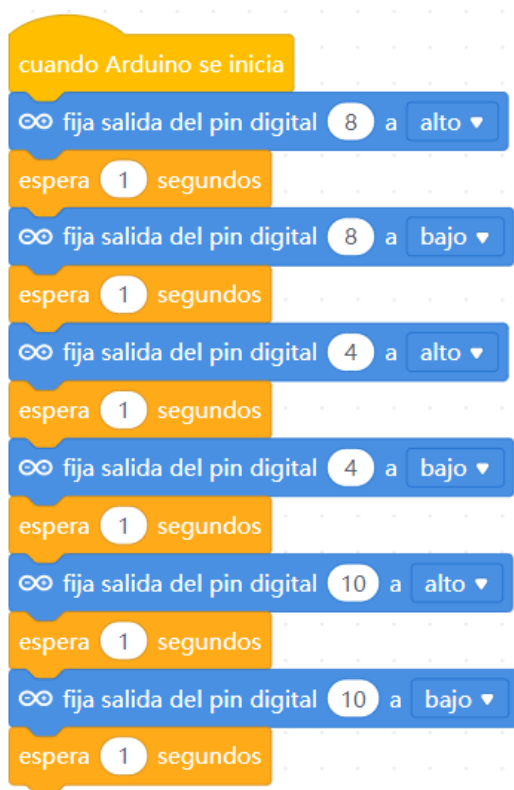 cuando Arduino se inicia
fija salida del pin digital 8 a alto
espera 1 segundos
fija salida del pin digital 8 a bajo
espera 1 segundos
fija salida del pin digital 4 a alto
espera 1 segundos
fija salida del pin digital 4 a bajo
espera 1 segundos
fija salida del pin digital 10 a alto
espera 1 segundos
fija salida del pin digital 10 a bajo
espera 1 segundos